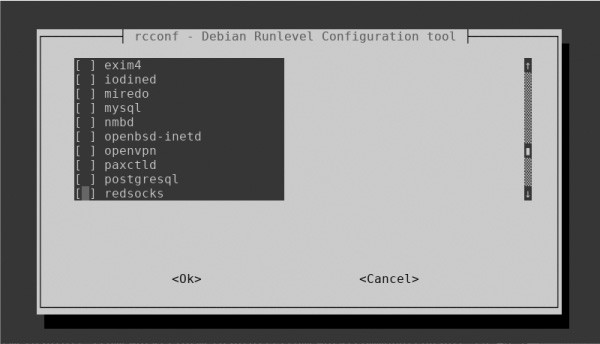 rcconf - Debian Runlevel Configuration tool
[ ] exim4
[ ] iodined
[ ] miredo
[ ] mysql
[ ] nmbd
[ ] openbsd-inetd
[ ] openvpn
[ ] paxctld
[ ] postgresql
[ ] redsocks
<Ok> <Cancel>